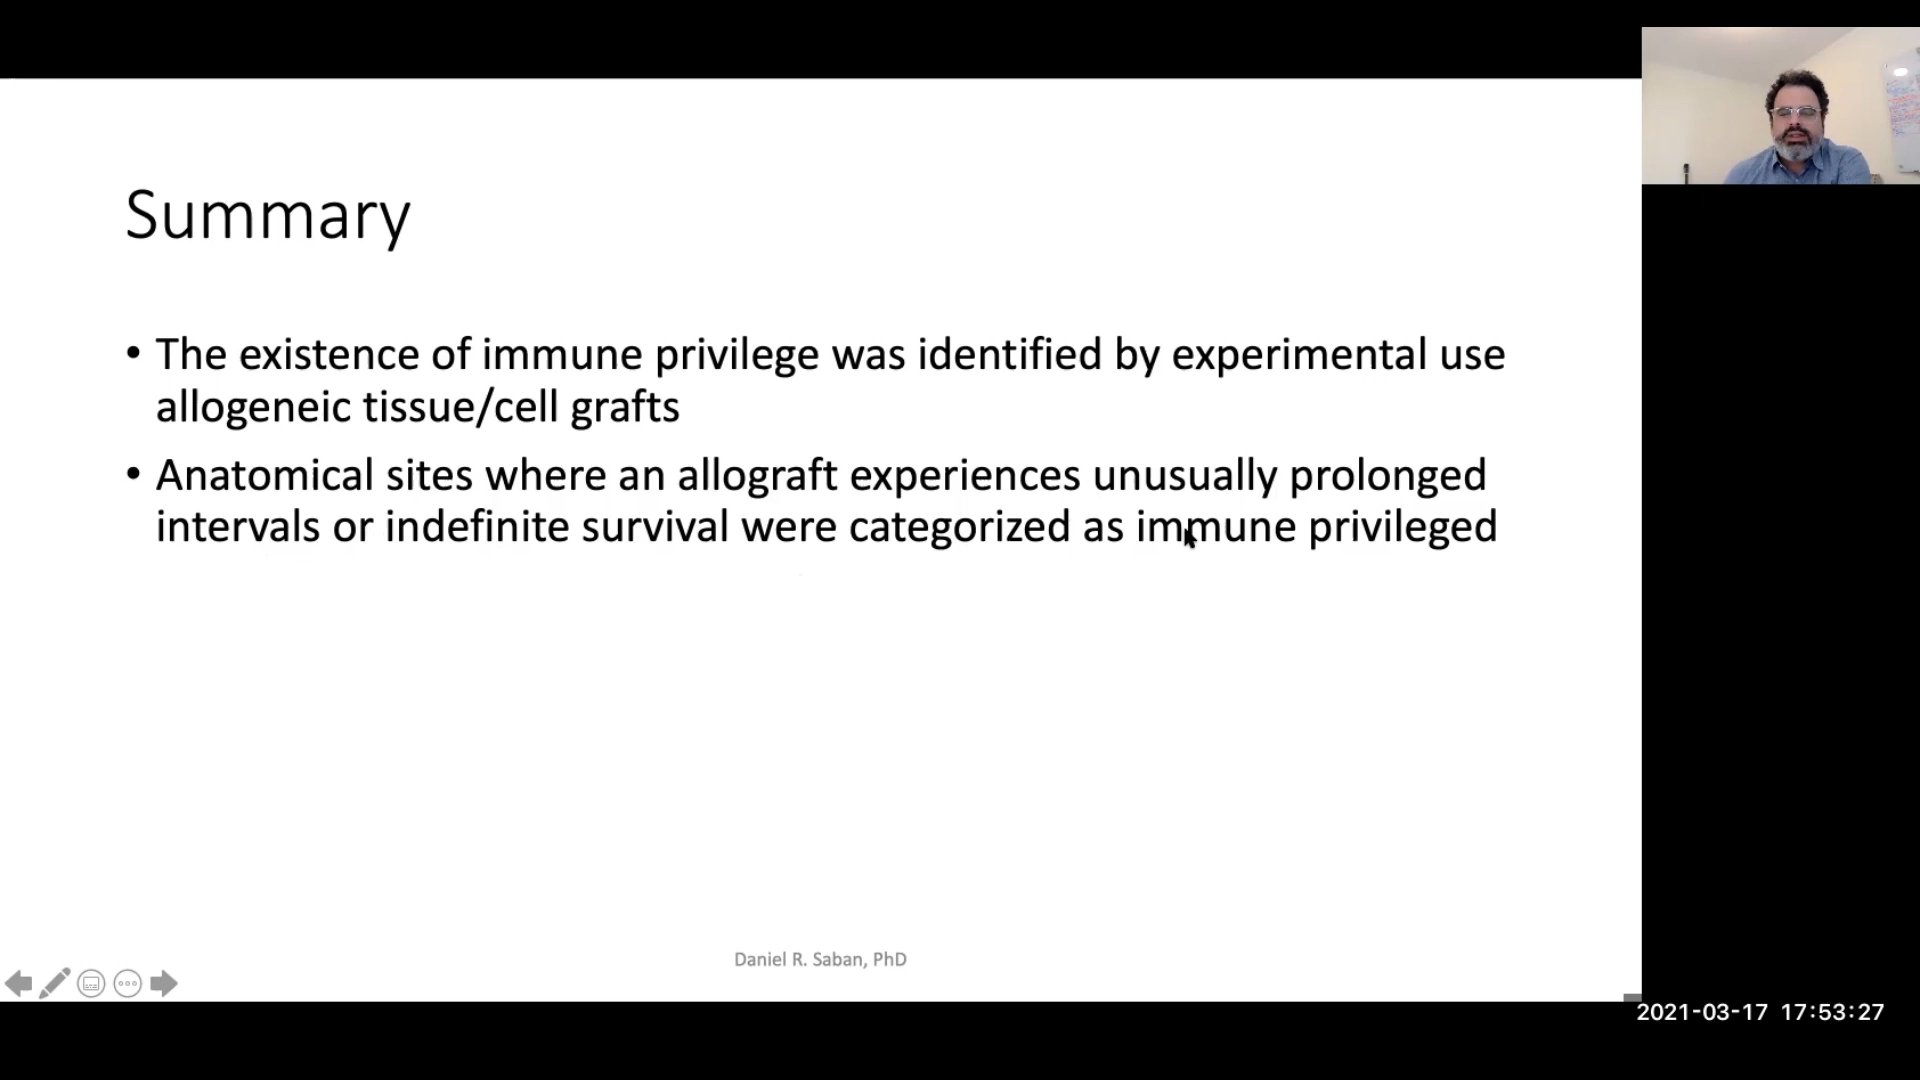 Summary
• The existence of immune privilege was identified by experimental use
allogeneic tissue/cell grafts
• Anatomical sites where an allograft experiences unusually prolonged
intervals or indefinite survival were categorized as immune privileged
Daniel R. Saban, PhD
2021-03-17 17:53:27